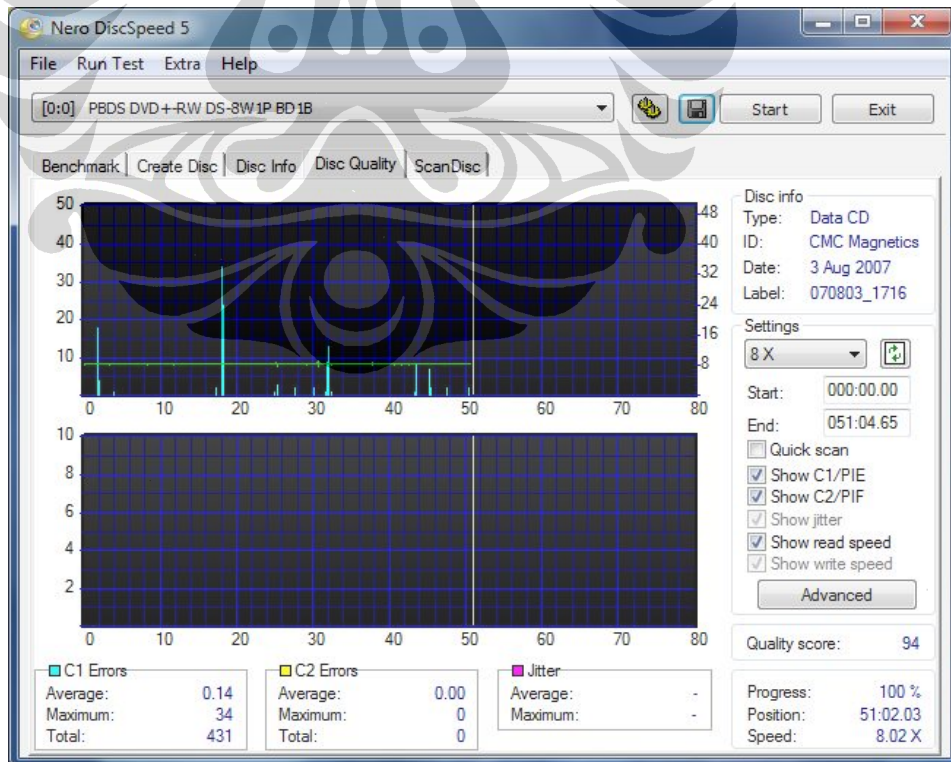 Nero DiscSpeed 5
File Run Test Extra Help
[0:0] PBDS DVD+-RW DS-8W1P BD1B
Start
Exit
Benchmark
Create Disc
Disc Info
Disc Quality
ScanDisc
50
40
30
20
10
48
40
32
24
16
8
0 10 20 30 40 50 60 70 80
10
8
6
4
2
0 10 20 30 40 50 60 70 80
Disc info
Type: Data CD
ID: CMC Magnetics
Date: 3 Aug 2007
Label: 070803_1716
Settings
8 X
Start: 000:00.00
End: 051:04.65
Quick scan
Show C1/PIE
Show C2/PIF
Show jitter
Show read speed
Show write speed
Advanced
Quality score: 94
C1 Errors
Average: 0.14
Maximum: 34
Total: 431
C2 Errors
Average: 0.00
Maximum: 0
Total: 0
Jitter
Average: -
Maximum: -
Progress: 100 %
Position: 51:02.03
Speed: 8.02 X